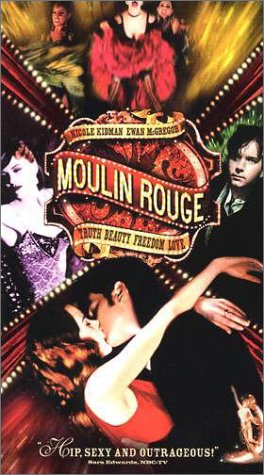 NICOLE KIDMAN EWAN McGREGOR
MOULIN ROUGE
TRUTH BEAUTY FREEDOM LOVE
"HIP, SEXY AND OUTRAGEOUS!"
Sara Edwards, NBC-TV